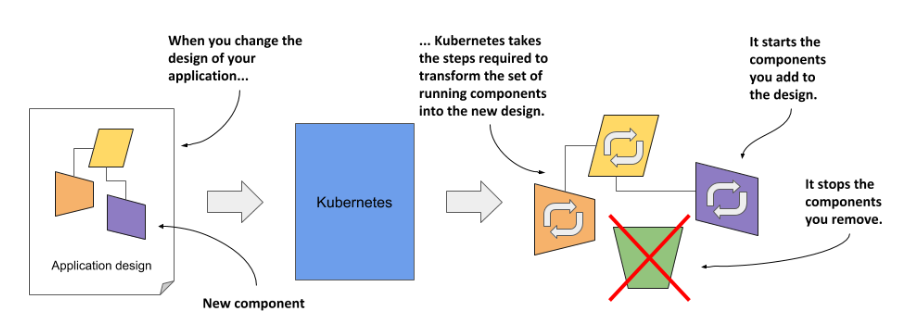 When you change the
design of your
application...
... Kubernetes takes
the steps required to
transform the set of
running components
into the new design.
It starts the
components
you add to
the design.
Kubernetes
It stops the
components
you remove.
Application design
New component